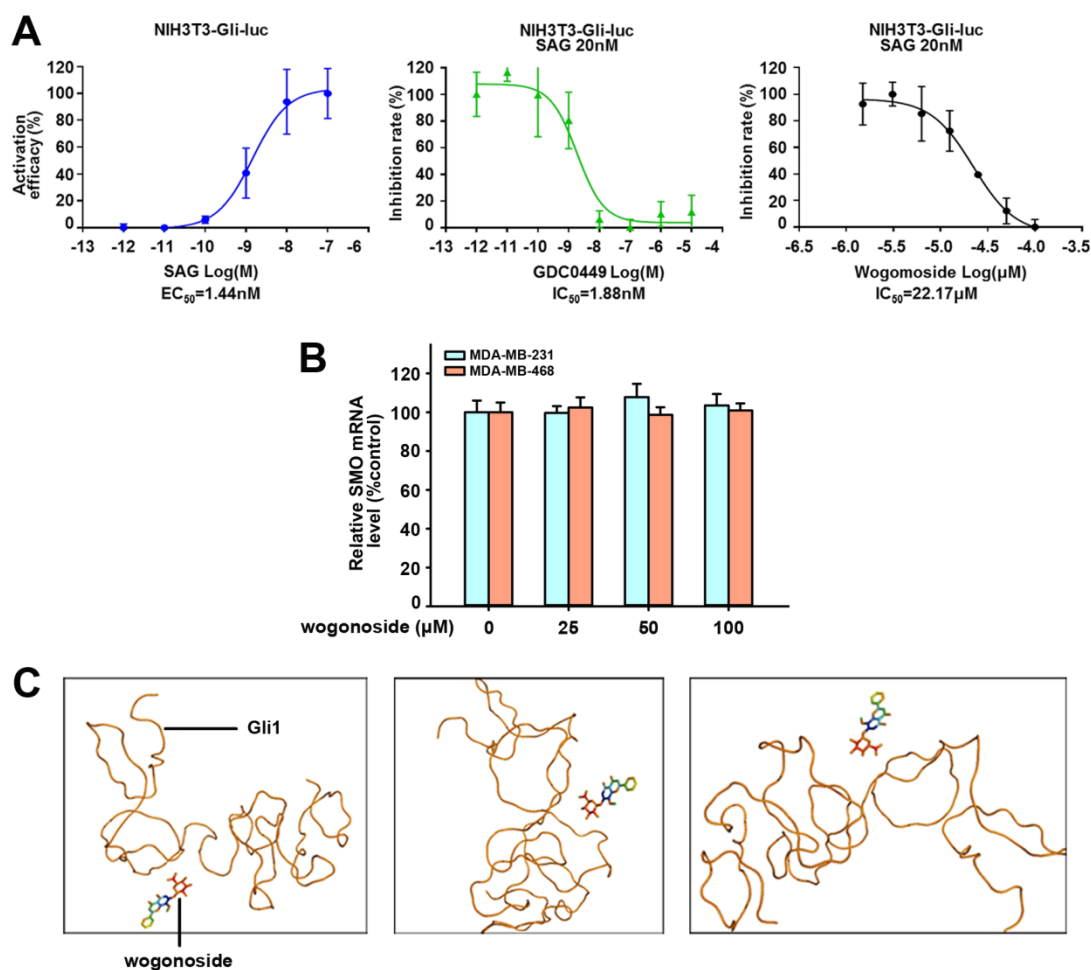 A
NIH3T3-Gli-luc
120
100
80
60
40
20
0
Activation
efficacy (%)
-13 -12 -11 -10 -9 -8 -7 -6
SAG Log(M)
EC50=1.44nM
NIH3T3-Gli-luc
SAG 20nM
120
100
80
60
40
20
0
Inhibition rate (%)
-13 -12 -11 -10 -9 -8 -7 -6 -5 -4
GDC0449 Log(M)
IC50=1.88nM
NIH3T3-Gli-luc
SAG 20nM
120
100
80
60
40
20
0
Inhibition rate (%)
-6.5 -6.0 -5.5 -5.0 -4.5 -4.0 -3.5
Wogomoside Log(μM)
IC50=22.17μM
B
MDA-MB-231
MDA-MB-468
120
100
80
60
40
20
0
Relative SMO mRNA
level (%control)
wogonoside (μM) 0 25 50 100
C
Gli1
wogonoside